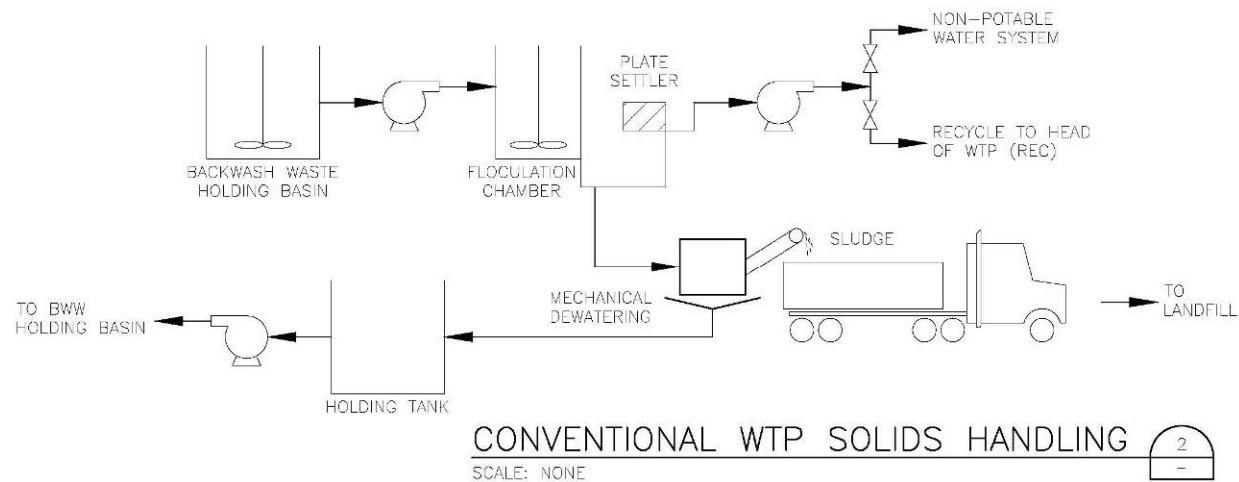 NON-POTABLE
WATER SYSTEM
PLATE
SETTLER
RECYCLE TO HEAD
OF WTP (REC)
BACKWASH WASTE
HOLDING BASIN
FLOCULATION
CHAMBER
SLUDGE
MECHANICAL
DEWATERING
TO BWW
HOLDING BASIN
TO
LANDFILL
HOLDING TANK
CONVENTIONAL WTP SOLIDS HANDLING
2
-
SCALE: NONE